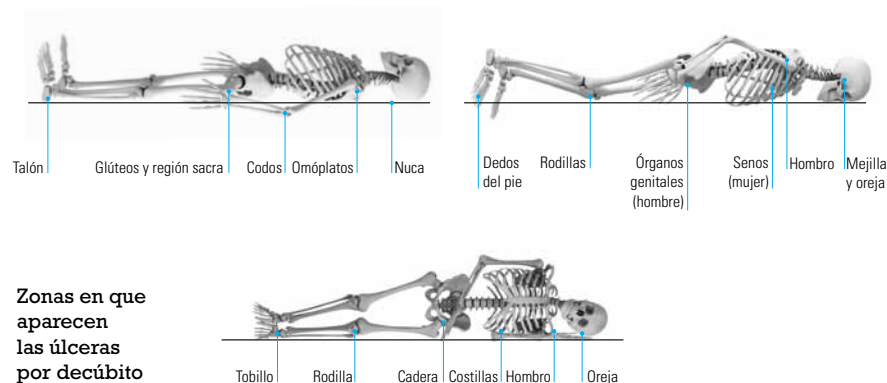 Talón
Glúteos y región sacra
Codos
Omóplatos
Nuca
Dedos
del pie
Rodillas
Órganos
genitales
(hombre)
Senos
(mujer)
Hombro
Mejilla
y oreja
Zonas en que
aparecen
las úlceras
por decúbito
Tobillo
Rodilla
Cadera
Costillas
Hombro
Oreja